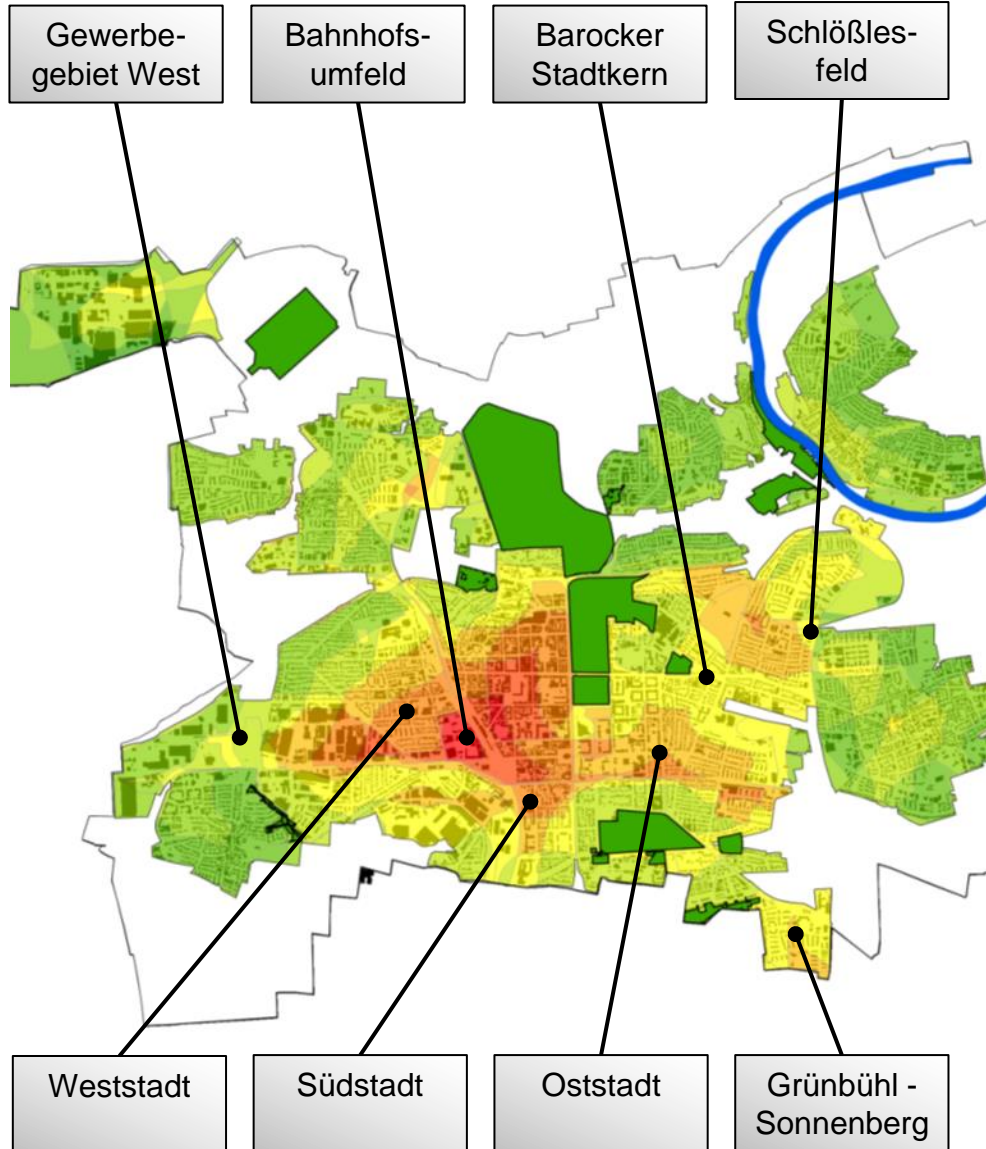 Gewerbe-
gebiet West
Bahnhofs-
umfeld
Barocker
Stadtkern
Schlößles-
feld
Weststadt
Südstadt
Oststadt
Grünbühl -
Sonnenberg